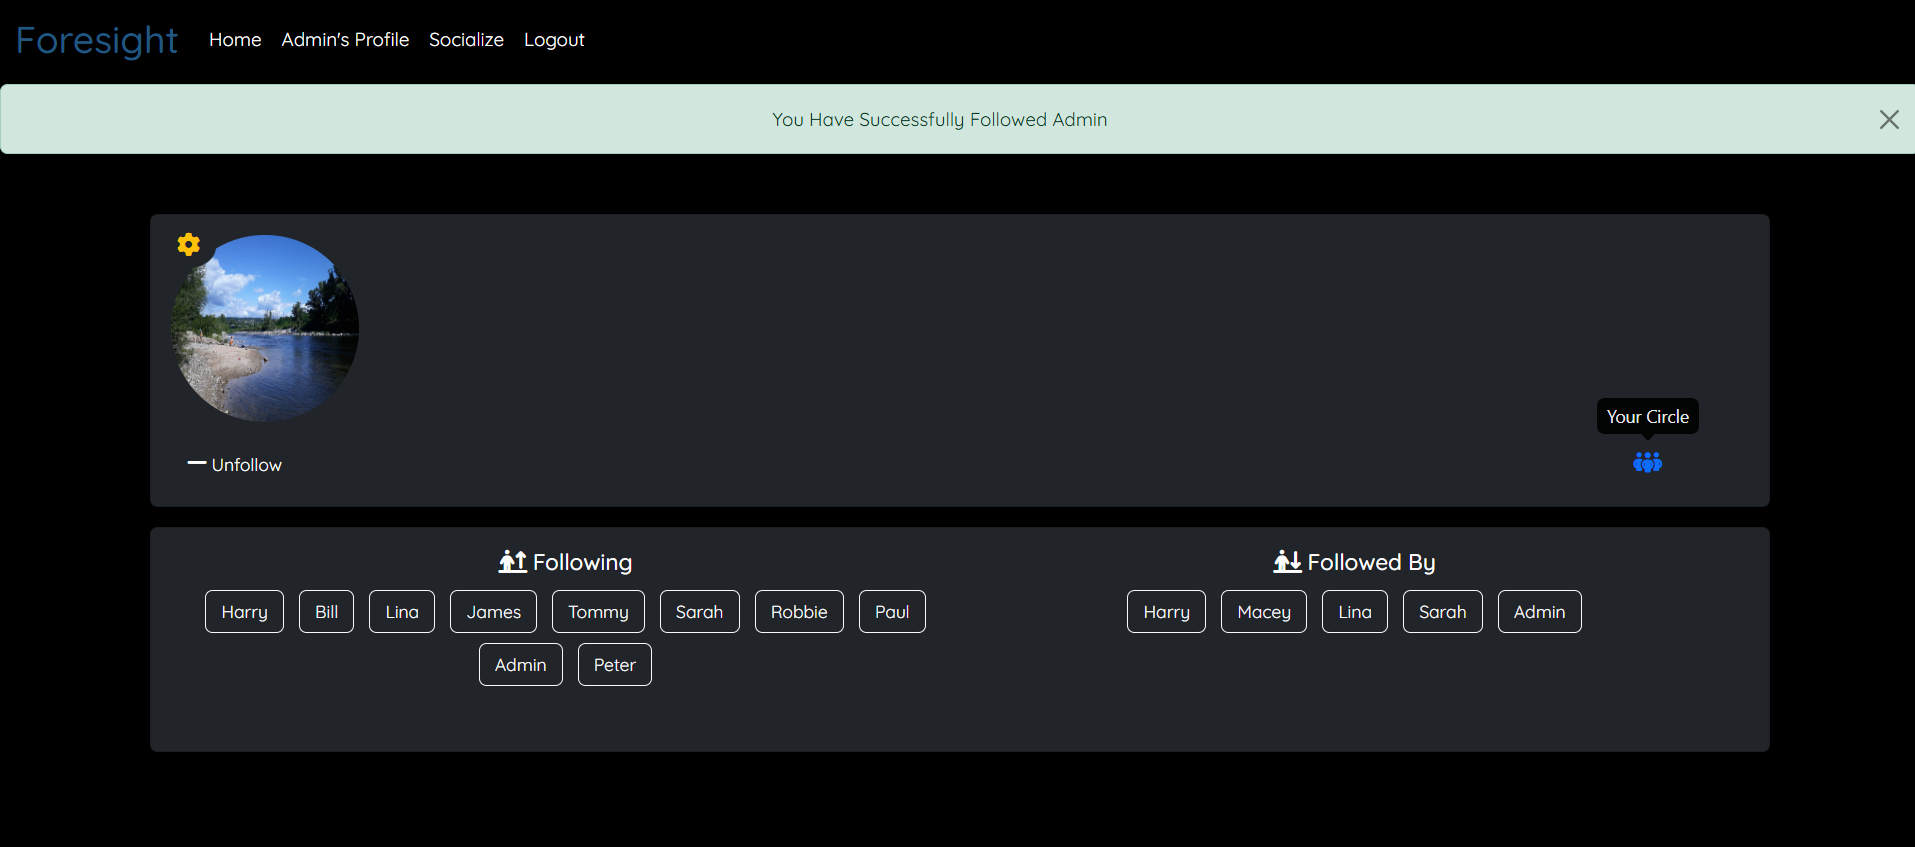 Foresight Home Admin's Profile Socialize Logout
You Have Successfully Followed Admin
Your Circle
Unfollow
Following
Harry Bill Lina James Tommy Sarah Robbie Paul
Admin Peter
Followed By
Harry Macey Lina Sarah Admin